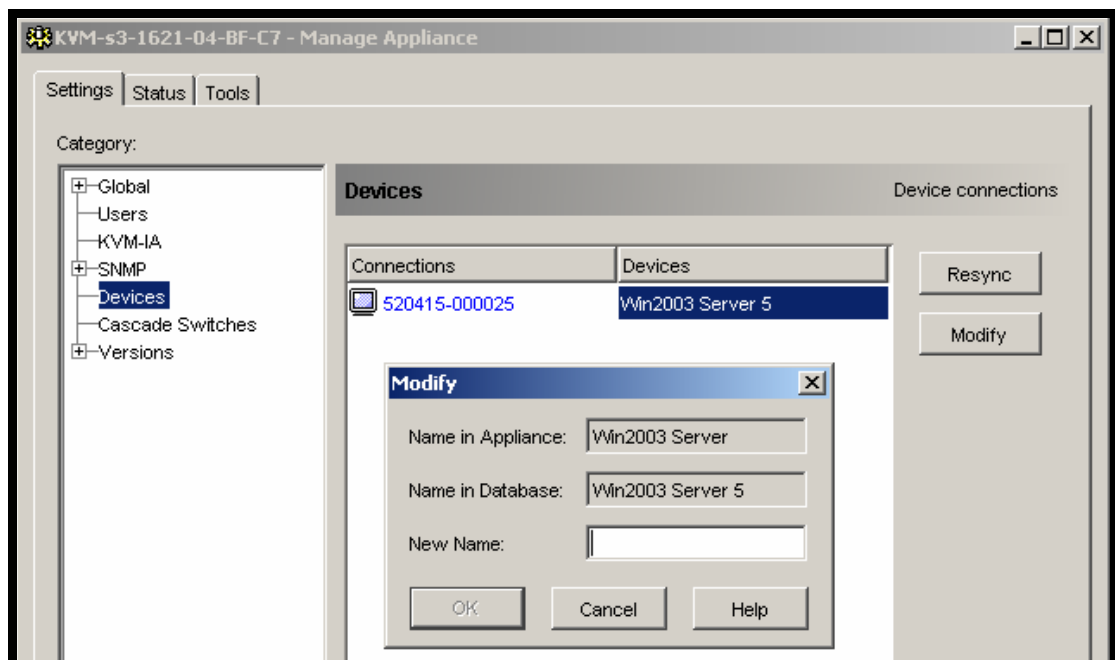 KVM-s3-1621-04-BF-C7 - Manage Appliance
Settings Status Tools
Category:
Global
Users
KVM-IA
SNMP
Devices
Cascade Switches
Versions
Devices Device connections
Connections Devices
520415-000025 Win2003 Server 5
Resync
Modify
Modify
Name in Appliance: Win2003 Server
Name in Database: Win2003 Server 5
New Name:
OK Cancel Help